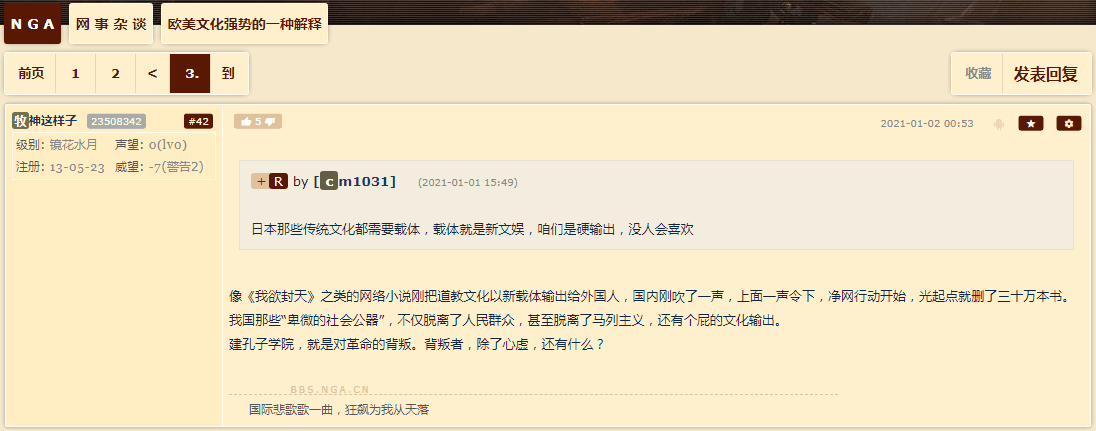 NGA 网事杂谈 欧美文化强势的一种解释
前页 1 2 < 3. 到 收藏 发表回复
牧神这样子 23508342 #42
级别: 镜花水月 声望: 0(lv0)
注册: 13-05-23 威望: -7(警告2)
5 2021-01-02 00:53
+ R by [cm1031] (2021-01-01 15:49)
日本那些传统文化都需要载体，载体就是新文娱，咱们是硬输出，没人会喜欢
像《我欲封天》之类的网络小说刚把道教文化以新载体输出给外国人，国内刚吹了一声，上面一声令下，净网行动开始，光起点就删了三十万本书。
我国那些“卑微的社会公器”，不仅脱离了人民群众，甚至脱离了马列主义，还有个屁的文化输出。
建孔子学院，就是对革命的背叛。背叛者，除了心虚，还有什么？
BBS.NGA.CN
国际悲歌歌一曲，狂飙为我从天落